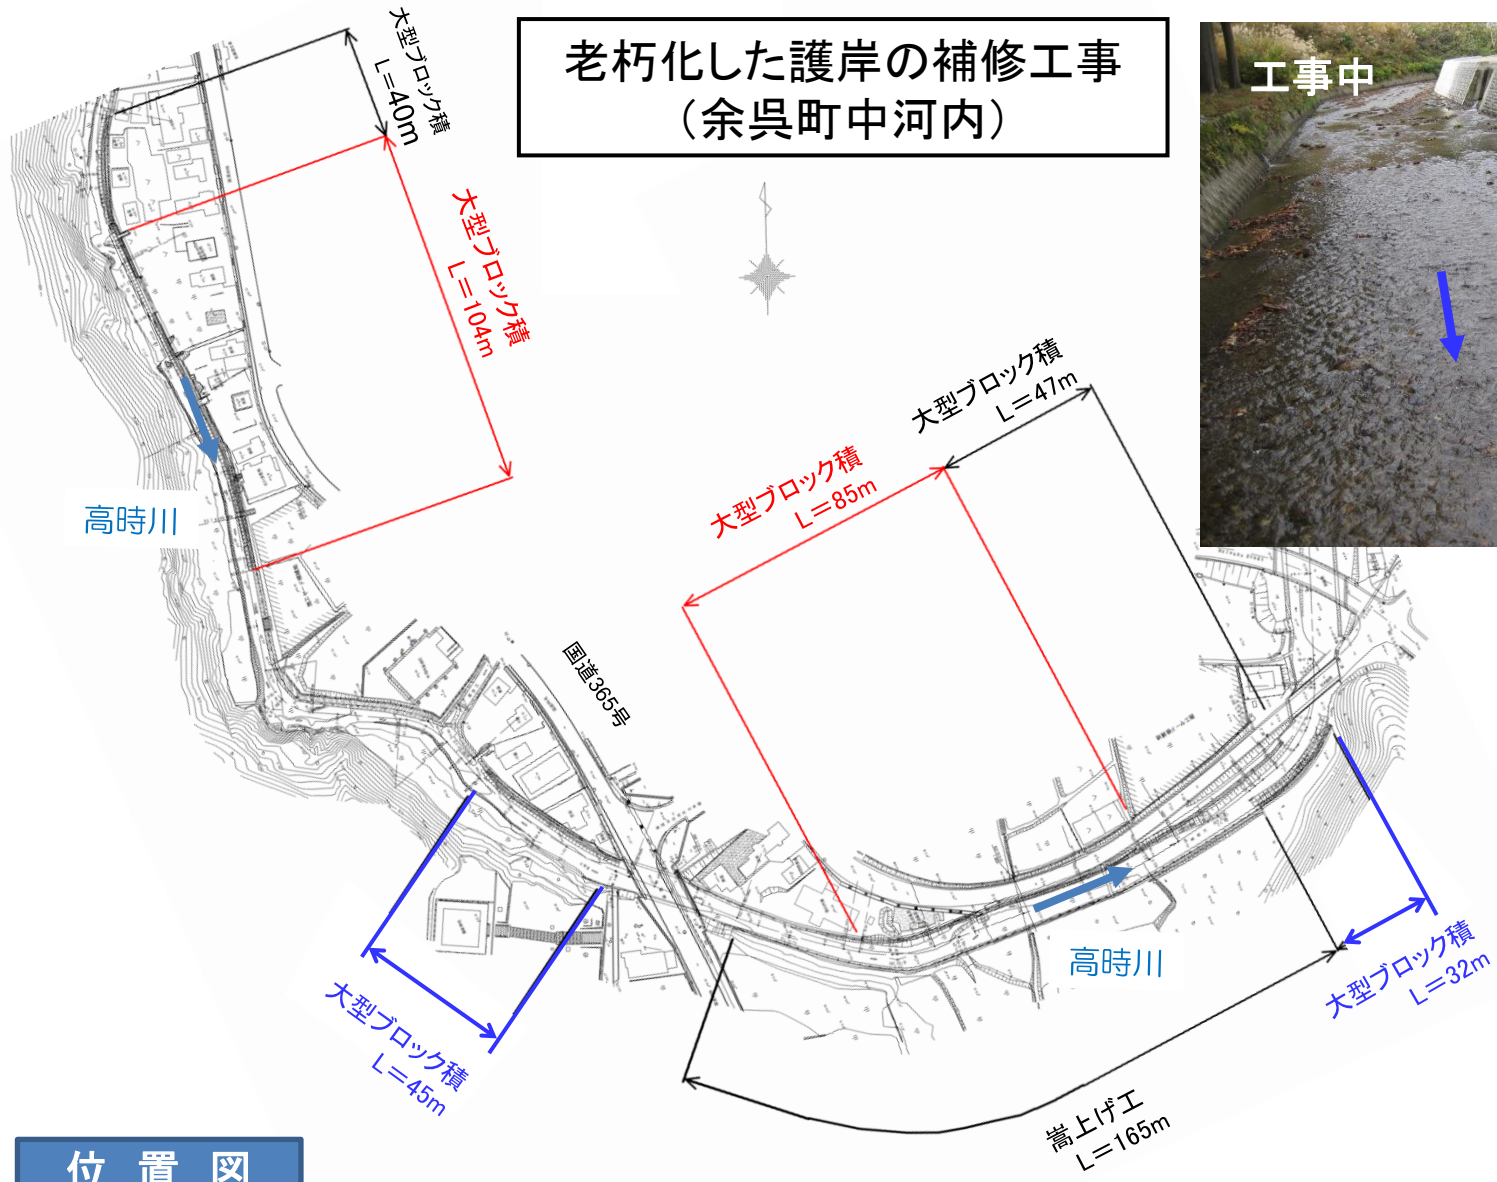 老朽化した護岸の補修工事
（余呉町中河内）
工事中
大型ブロック積
L＝40m
大型ブロック積
L＝104m
高時川
国道365号
大型ブロック積
L＝85m
大型ブロック積
L＝47m
高時川
大型ブロック積
L＝45m
大型ブロック積
L＝32m
嵩上げ工
L＝165m
位 置 図